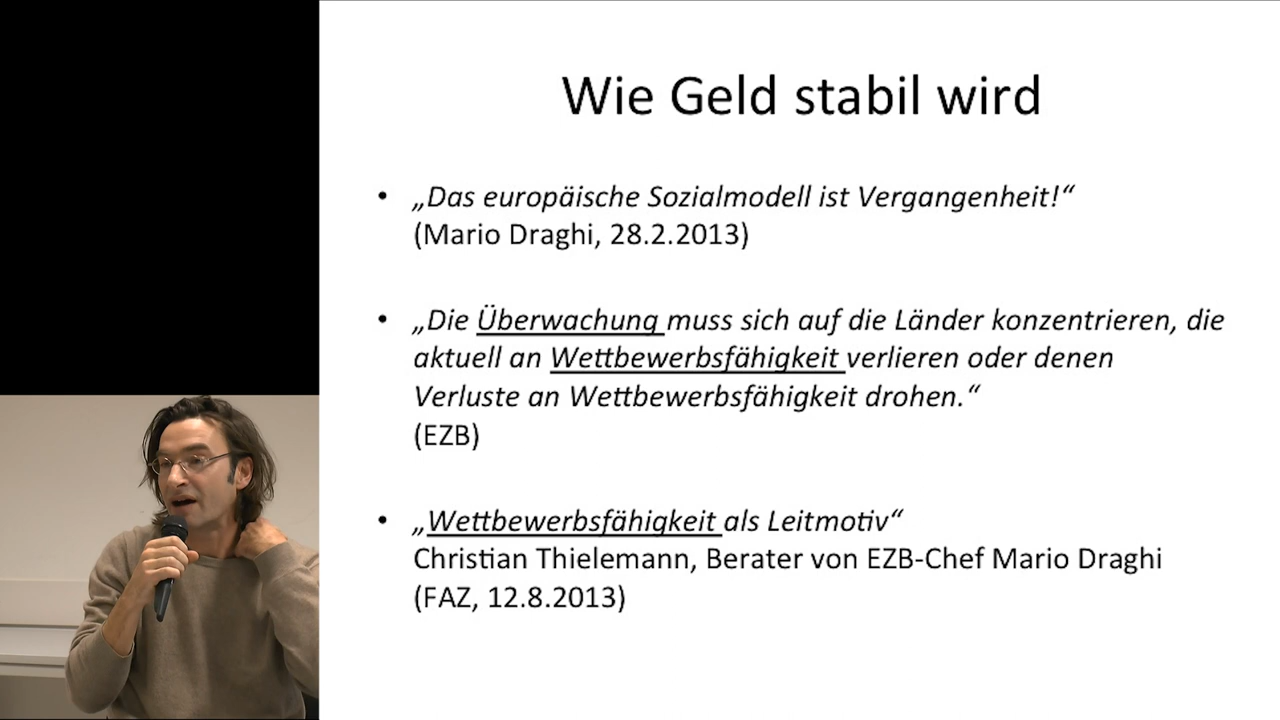 Wie Geld stabil wird
• „Das europäische Sozialmodell ist Vergangenheit!“
(Mario Draghi, 28.2.2013)
• „Die Überwachung muss sich auf die Länder konzentrieren, die
aktuell an Wettbewerbsfähigkeit verlieren oder denen
Verluste an Wettbewerbsfähigkeit drohen.“
(EZB)
• „Wettbewerbsfähigkeit als Leitmotiv“
Christian Thielemann, Berater von EZB-Chef Mario Draghi
(FAZ, 12.8.2013)